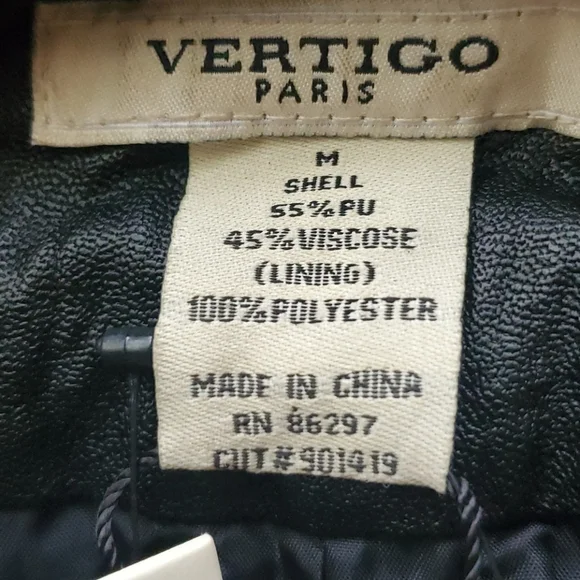 VERTIGO
PARIS
M
SHELL
55%PU
45%VISCOSE
(LINING)
100%POLYESTER
MADE IN CHINA
RN 86297
CUT#901419